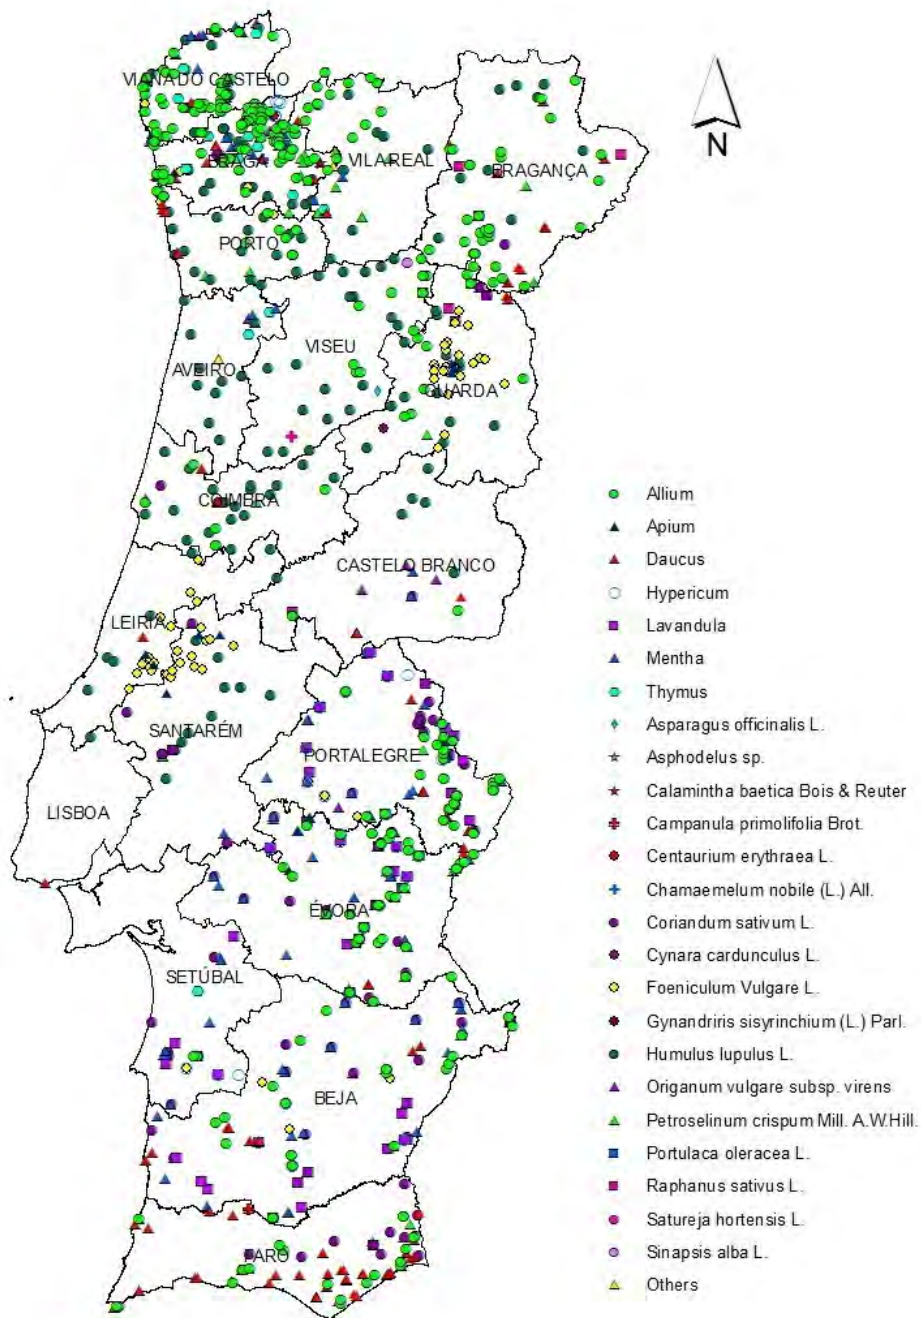 N
VIANA DO CASTELO
BRAGA
VILA REAL
BRAGANÇA
PORTO
AVEIRO
VISEU
GUARDA
COIMBRA
CASTELO BRANCO
LEIRIA
SANTARÉM
PORTALEGRE
LISBOA
ÉVORA
SETÚBAL
BEJA
FARO
Allium
Apium
Daucus
Hypericum
Lavandula
Mentha
Thymus
Asparagus officinalis L.
Asphodelus sp.
Calamintha baetica Bois & Reuter
Campanula primolifolia Brot.
Centaurium erythraea L.
Chamaemelum nobile (L.) All.
Coriandum sativum L.
Cynara cardunculus L.
Foeniculum Vulgare L.
Gynandriris sisyrinchium (L.) Parl.
Humulus lupulus L.
Origanum vulgare subsp. virens
Petroselinum crispum Mill. A.W.Hill.
Portulaca oleracea L.
Raphanus sativus L.
Satureja hortensis L.
Sinapsis alba L.
Others